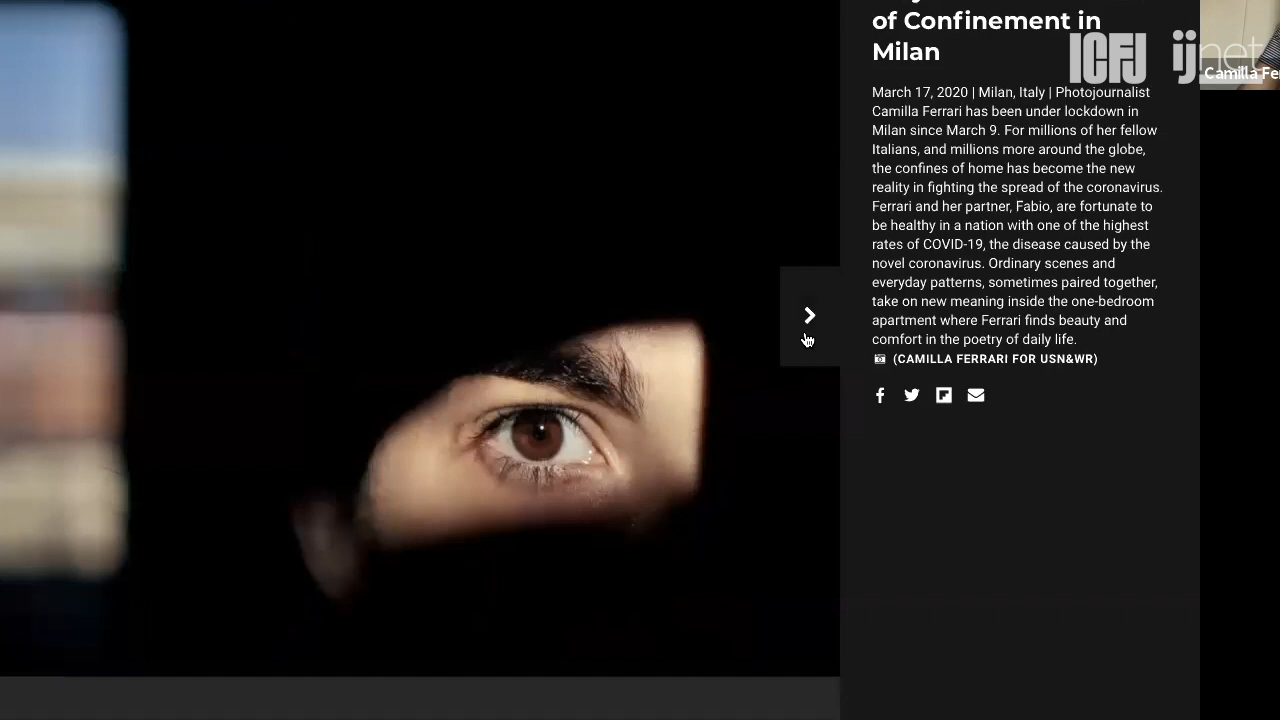 of Confinement in
Milan
ICFJ ijnet
Camilla Fe
March 17, 2020 | Milan, Italy | Photojournalist
Camilla Ferrari has been under lockdown in
Milan since March 9. For millions of her fellow
Italians, and millions more around the globe,
the confines of home has become the new
reality in fighting the spread of the coronavirus.
Ferrari and her partner, Fabio, are fortunate to
be healthy in a nation with one of the highest
rates of COVID-19, the disease caused by the
novel coronavirus. Ordinary scenes and
everyday patterns, sometimes paired together,
take on new meaning inside the one-bedroom
apartment where Ferrari finds beauty and
comfort in the poetry of daily life.
(CAMILLA FERRARI FOR USN&WR)